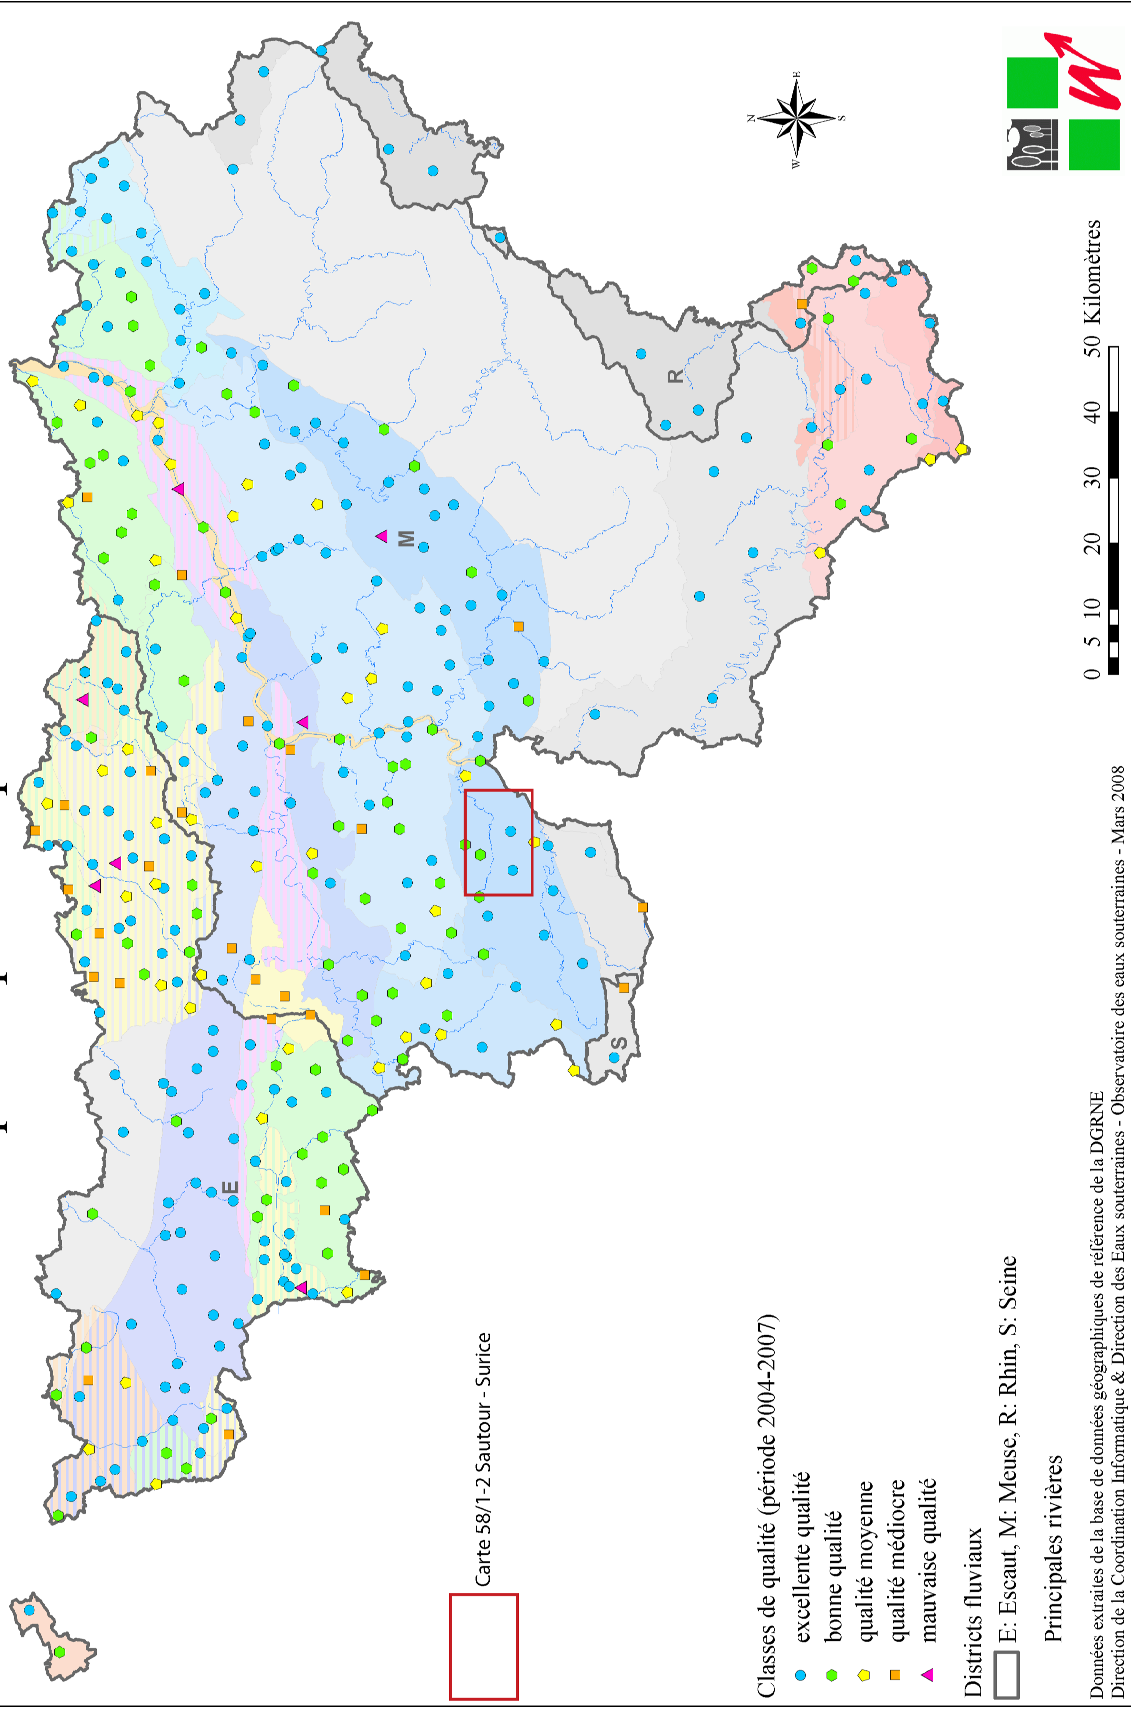 N
W
E
S
E
M
R
S
Carte 58/1-2 Sautour - Surice
Classes de qualité (période 2004-2007)
excellente qualité
bonne qualité
qualité moyenne
qualité médiocre
mauvaise qualité
Districts fluviaux
E: Escaut, M: Meuse, R: Rhin, S: Seine
Principales rivières
0 5 10 20 30 40 50 Kilomètres
Données extraites de la base de données géographiques de référence de la DGRNE
Direction de la Coordination Informatique & Direction des Eaux souterraines - Observatoire des eaux souterraines - Mars 2008